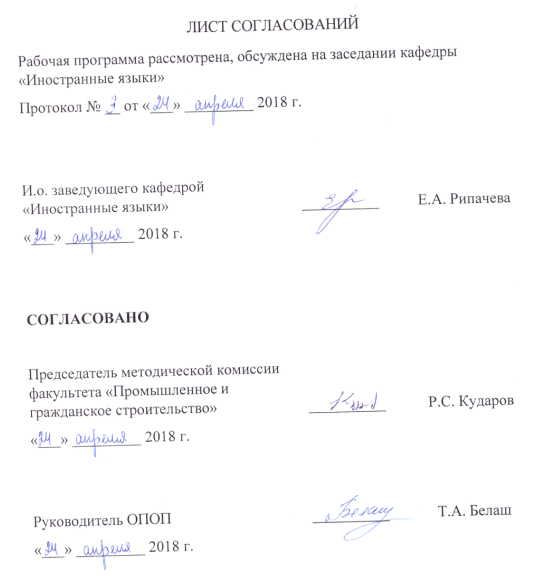 ЛИСТ СОГЛАСОВАНИЙ
Рабочая программа рассмотрена, обсуждена на заседании кафедры
«Иностранные языки»
Протокол № от «24» апреля 2018 г.
И.о. заведующего кафедрой
«Иностранные языки» Е.А. Рипачева
«24» апреля 2018 г.
СОГЛАСОВАНО
Председатель методической комиссии
факультета «Промышленное и
гражданское строительство» Р.С. Кударов
«24» апреля 2018 г.
Руководитель ОПОП Белаш Т.А. Белаш
«24» апреля 2018 г.